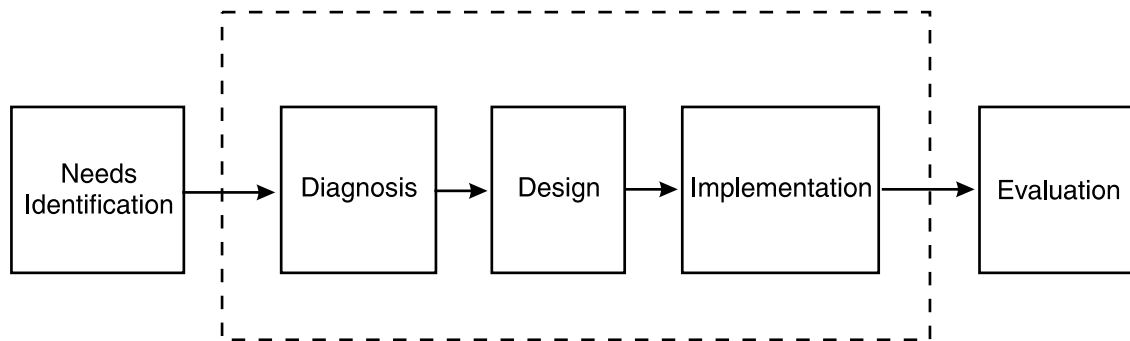 Needs
Identification
Diagnosis
Design
Implementation
Evaluation